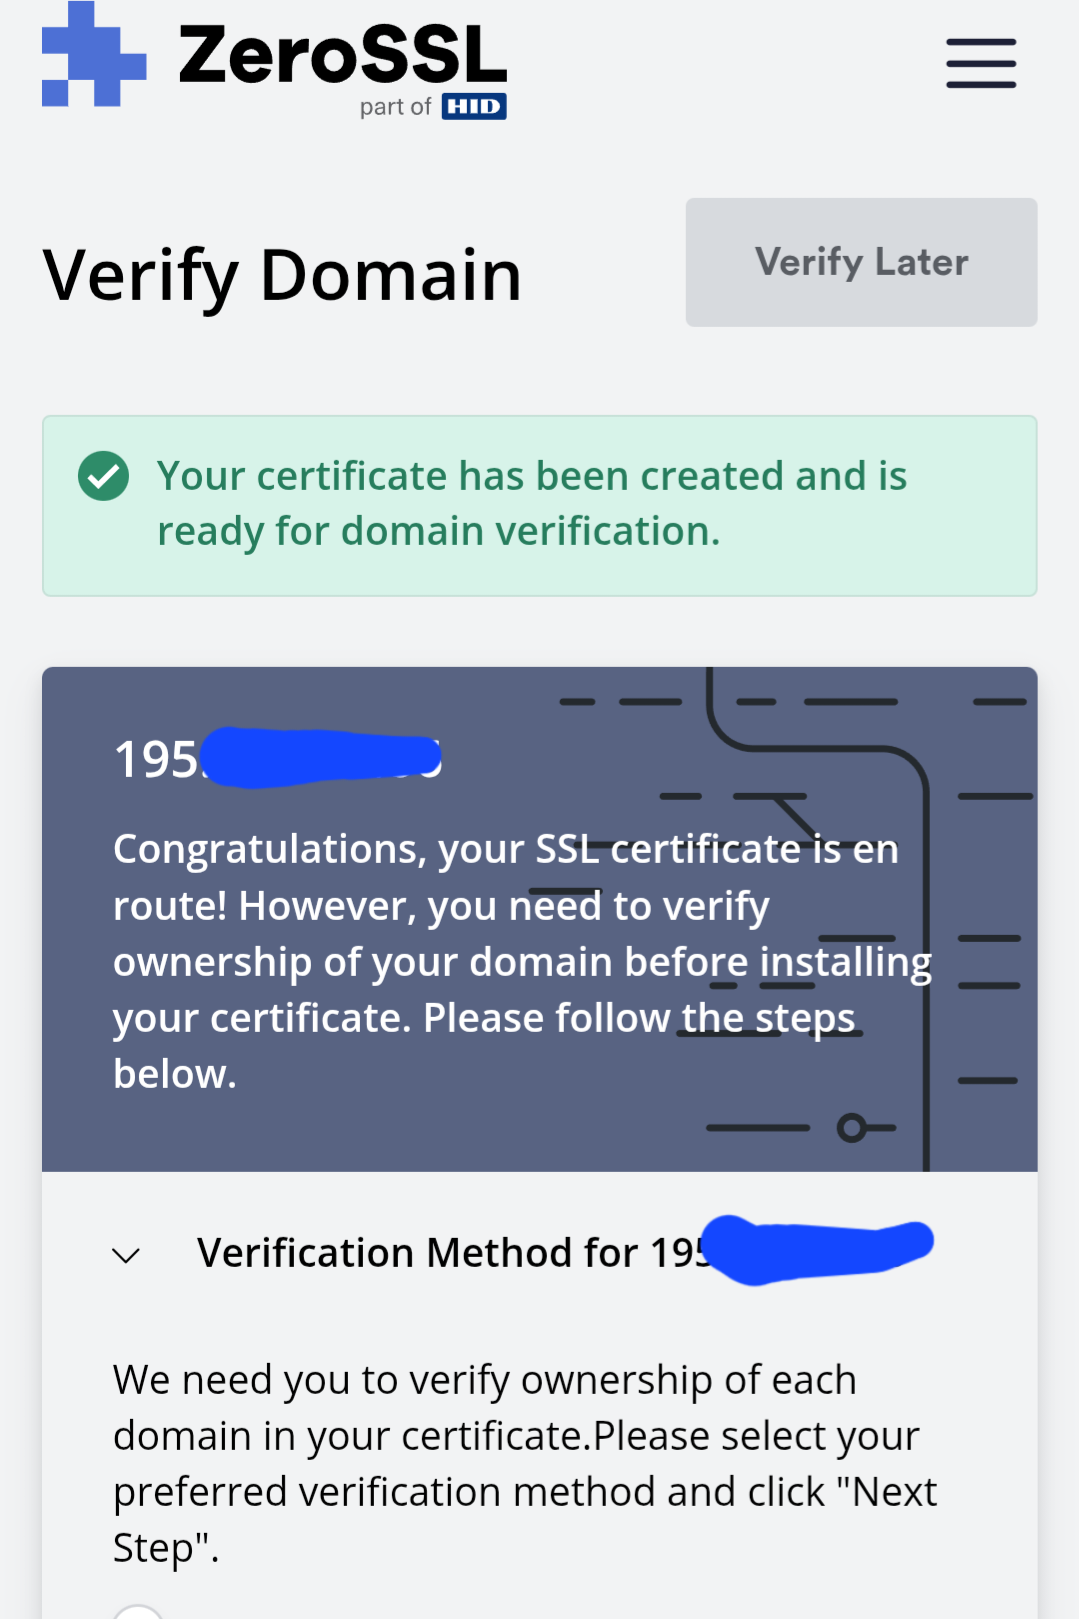 ZeroSSL
part of HID
Verify Domain
Verify Later
Your certificate has been created and is
ready for domain verification.
195.
Congratulations, your SSL certificate is en
route! However, you need to verify
ownership of your domain before installing
your certificate. Please follow the steps
below.
Verification Method for 195
We need you to verify ownership of each
domain in your certificate.Please select your
preferred verification method and click "Next
Step".